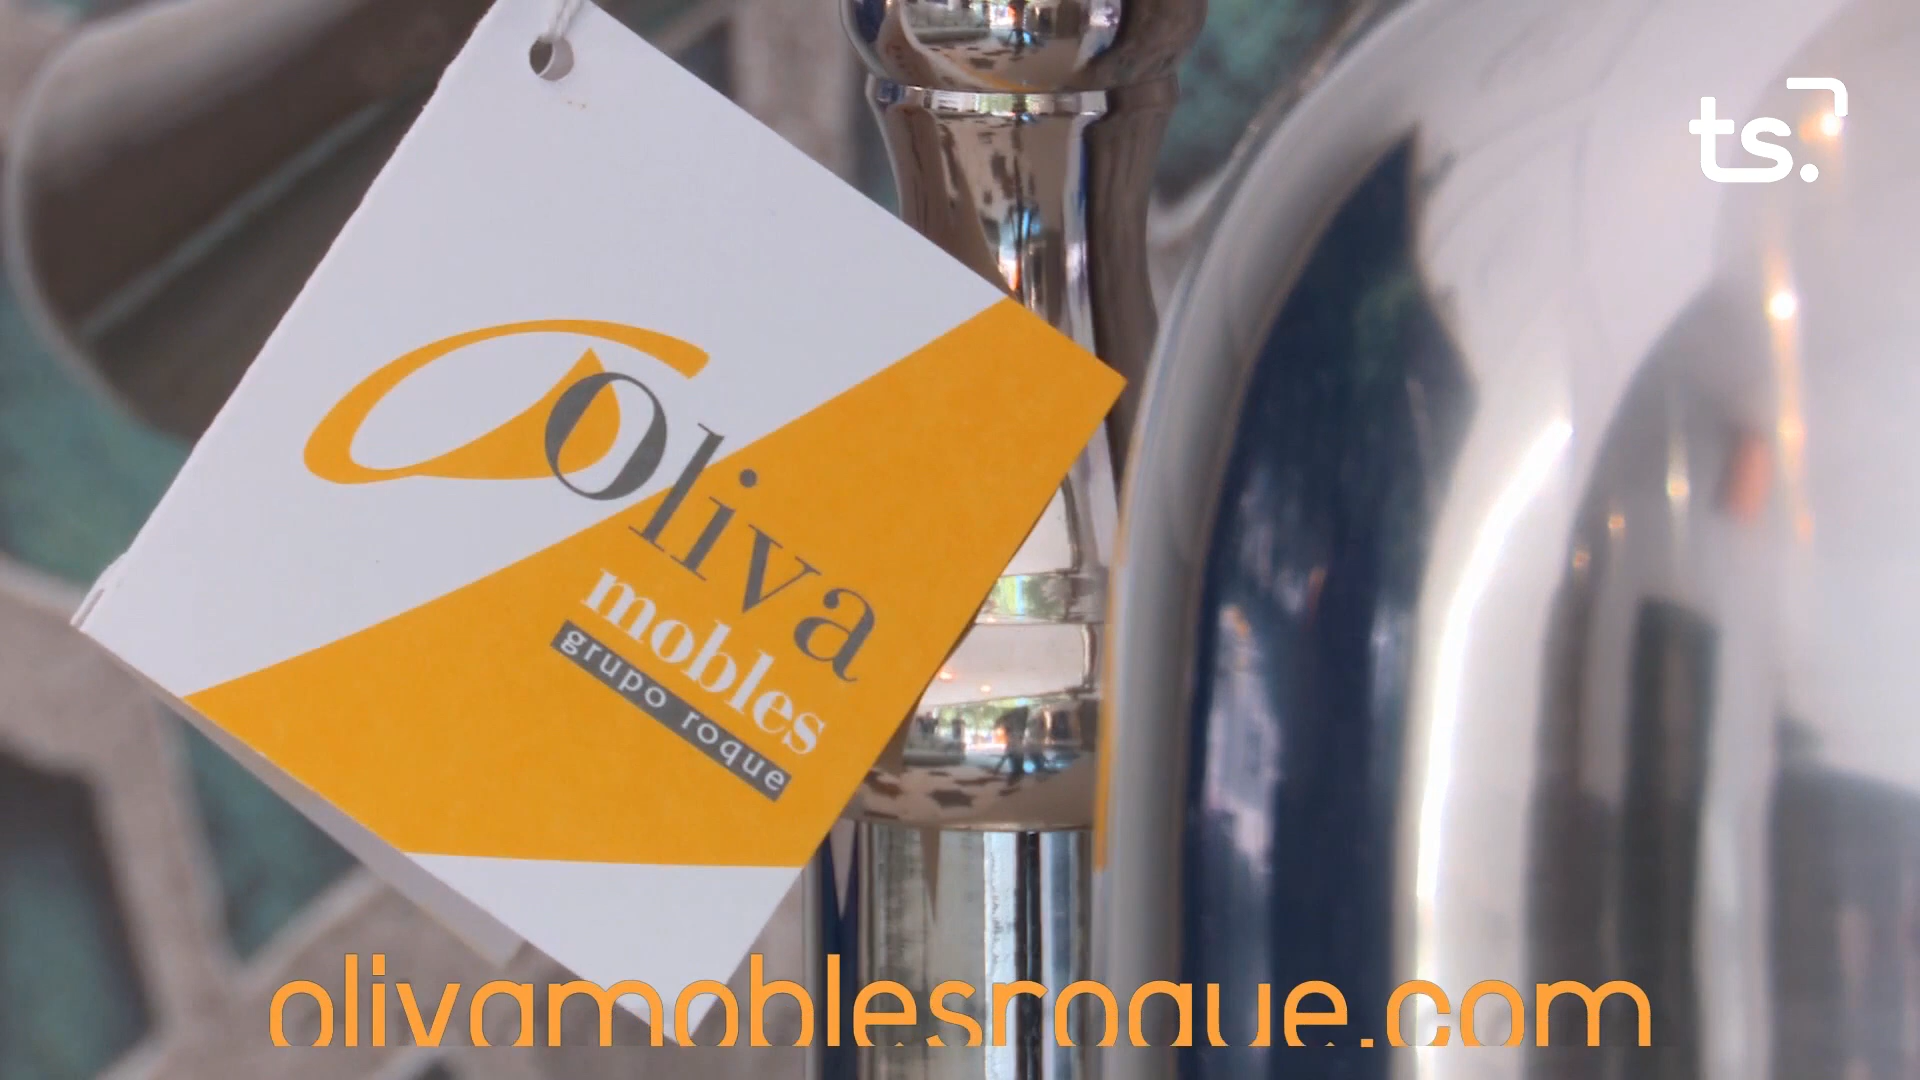 ts.
oliva
mobles
grupo roque
olivamoblesroque.com